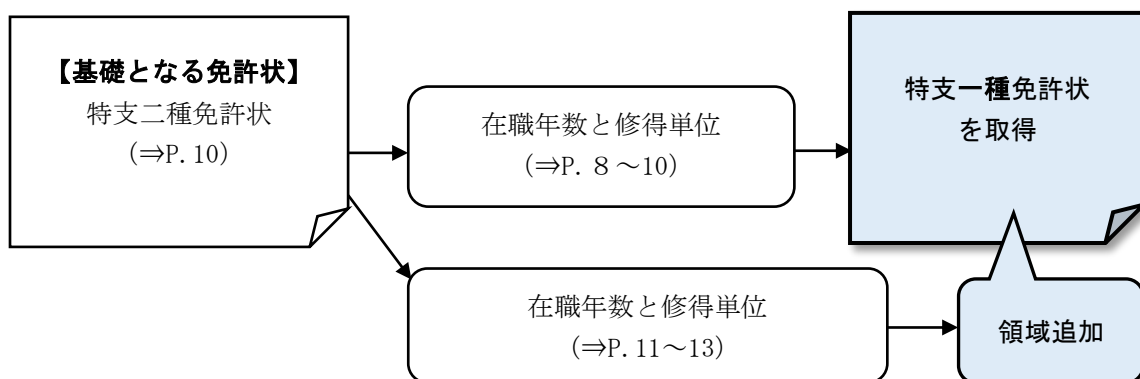 【基礎となる免許状】
特支二種免許状
(⇒P.10)
在職年数と修得単位
(⇒P.８～10)
特支一種免許状
を取得
在職年数と修得単位
(⇒P.11～13)
領域追加